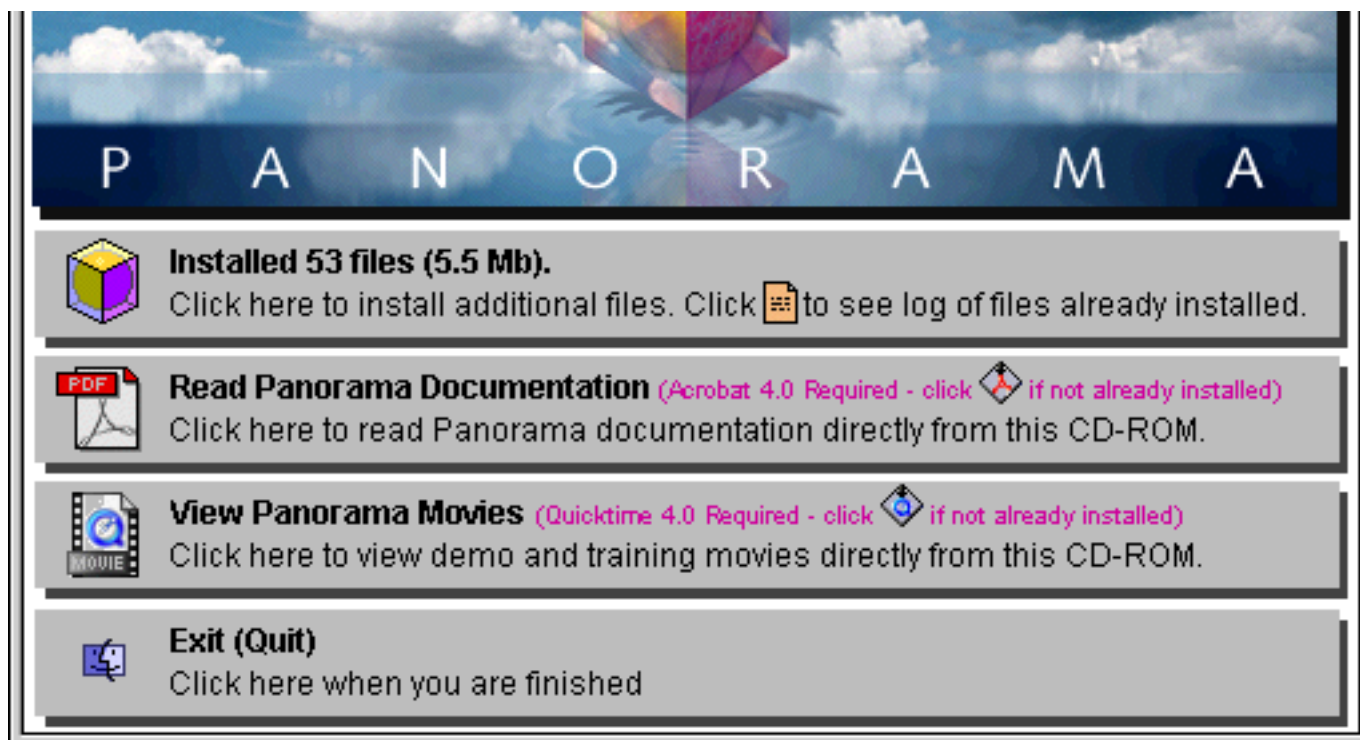 P A N O R A M A
Installed 53 files (5.5 Mb).
Click here to install additional files. Click to see log of files already installed.
PDF
Read Panorama Documentation (Acrobat 4.0 Required - click if not already installed)
Click here to read Panorama documentation directly from this CD-ROM.
View Panorama Movies (Quicktime 4.0 Required - click if not already installed)
MOVIE
Click here to view demo and training movies directly from this CD-ROM.
Exit (Quit)
Click here when you are finished